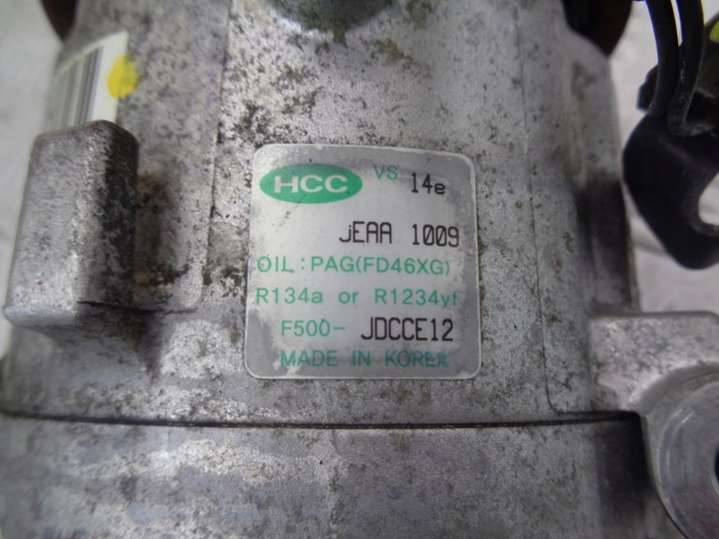 HCC VS 14e
jEAA 1009
OIL : PAG(FD46XG)
R134a or R1234yf
F500- JDCCE12
MADE IN KOREA